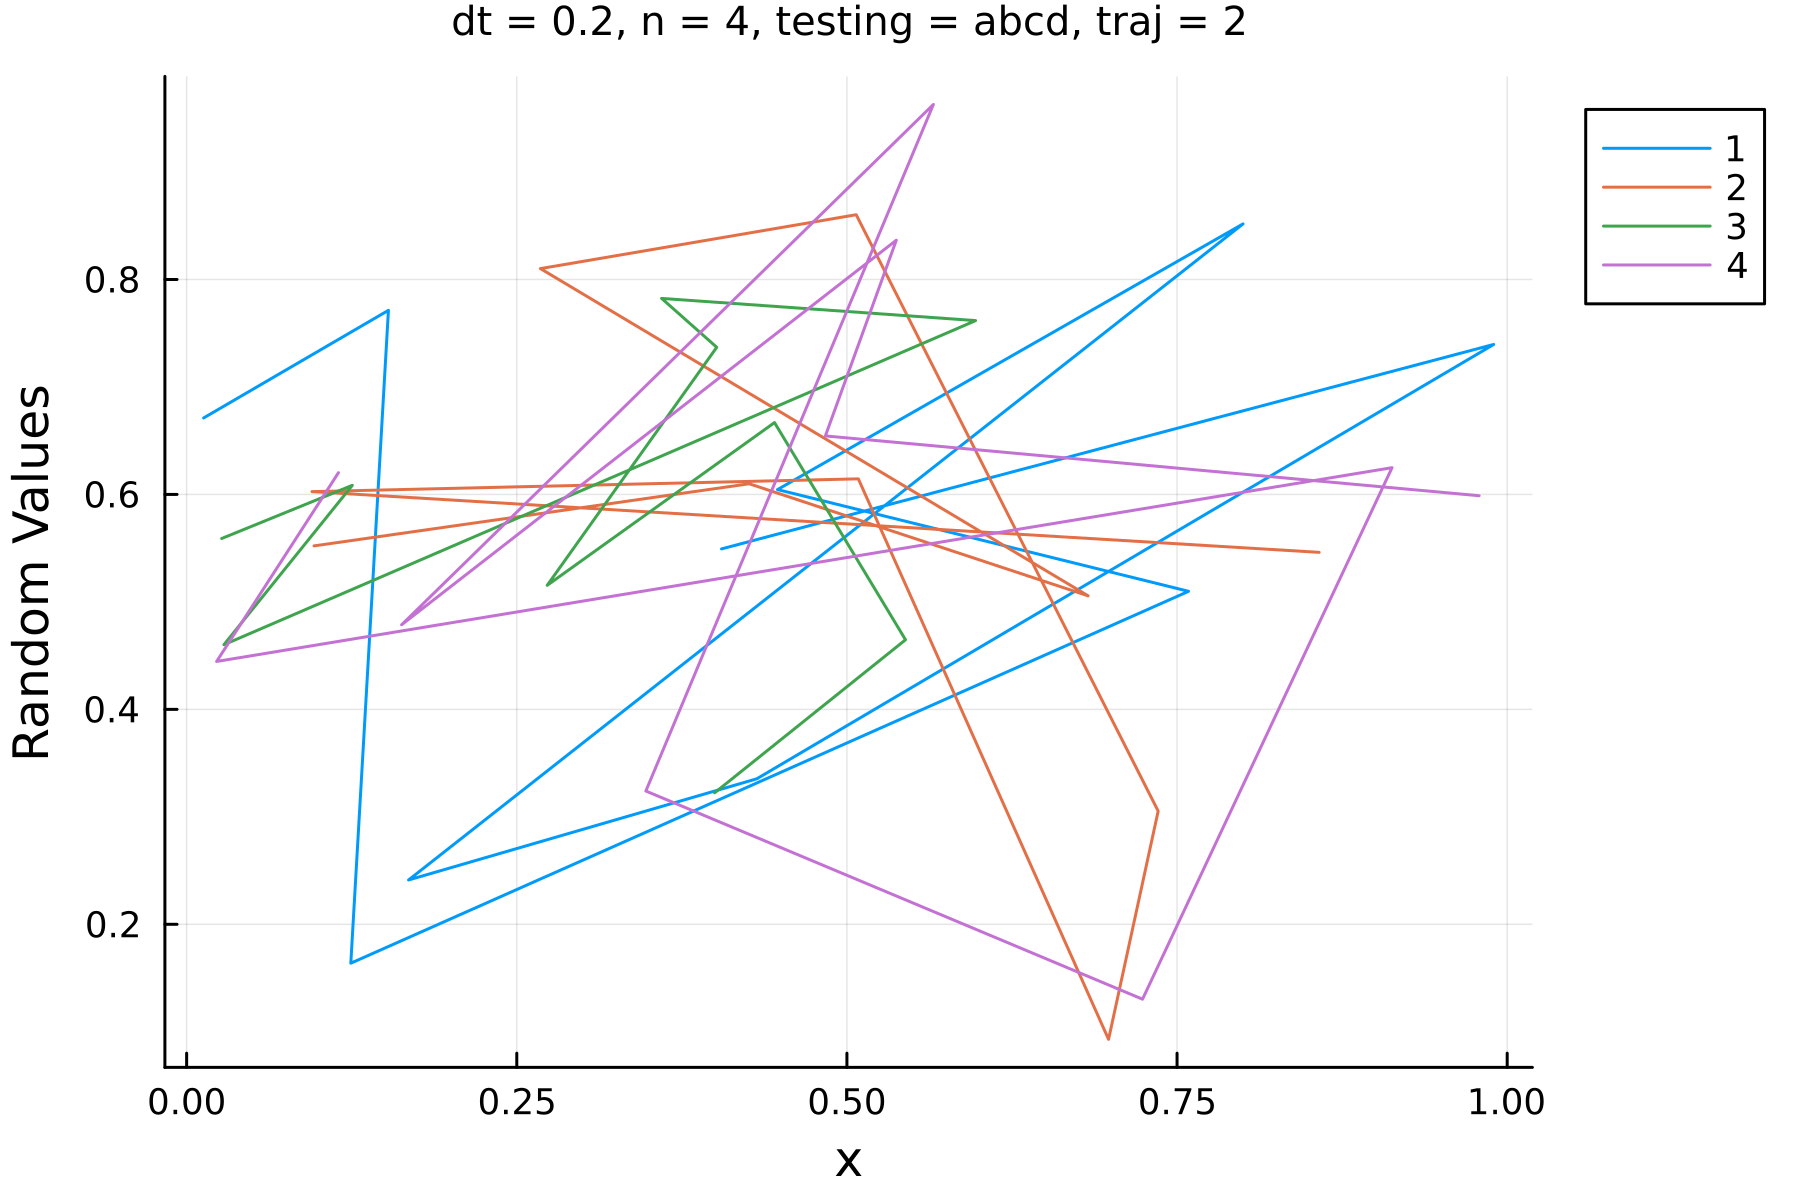 dt = 0.2, n = 4, testing = abcd, traj = 2
1
2
3
4
Random Values
0.8
0.6
0.4
0.2
0.00 0.25 0.50 0.75 1.00
x